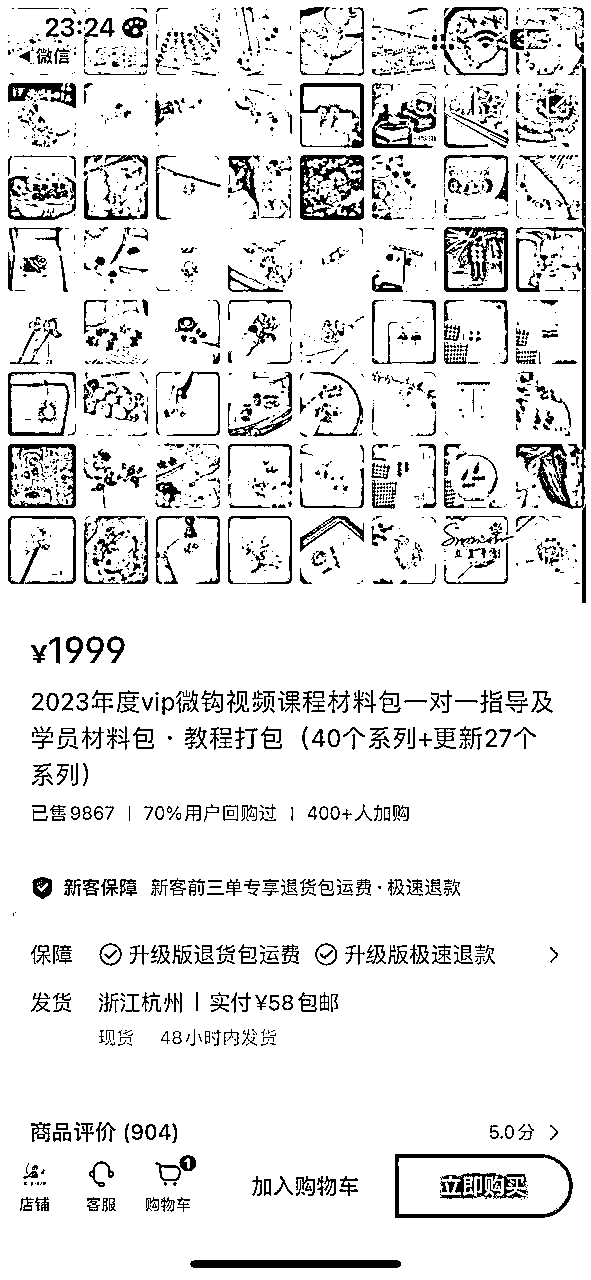 23:24
◀ 微信
¥1999
2023年度vip微钩视频课程材料包一对一指导及
学员材料包·教程打包（40个系列+更新27个
系列）
已售9867 | 70%用户回购过 | 400+人加购
新客保障 新客前三单专享退货包运费·极速退款
保障 升级版退货包运费 升级版极速退款
发货 浙江杭州 | 实付¥58包邮
现货 48小时内发货
商品评价 (904) 5.0分
1
店铺 客服 购物车 加入购物车 立即购买